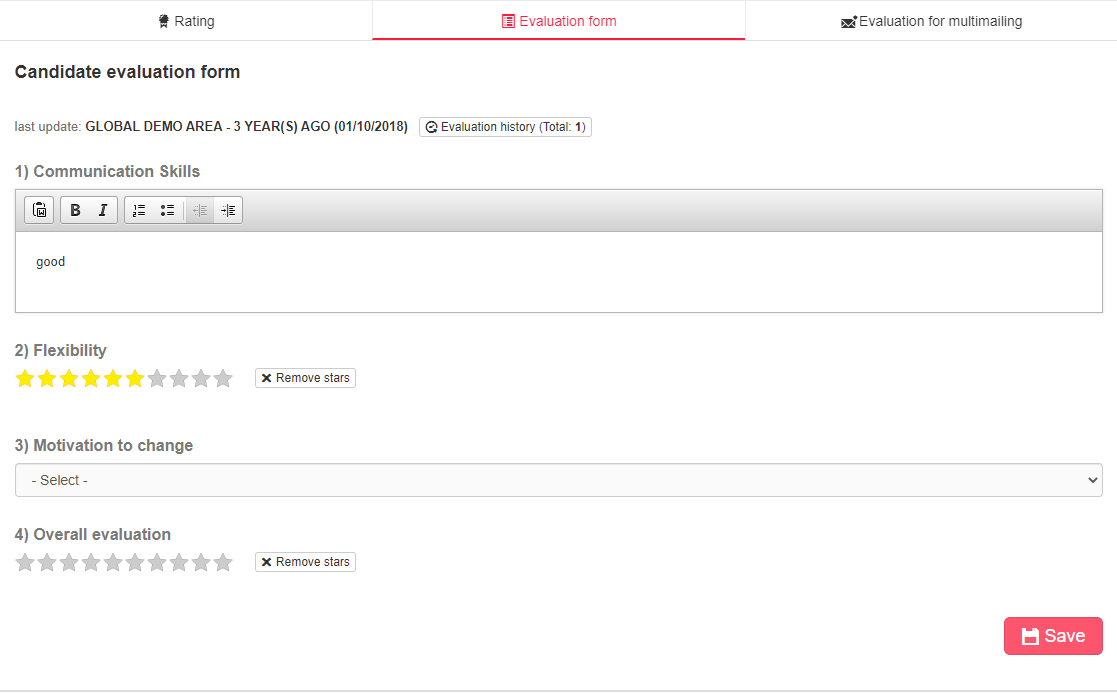 Rating
Evaluation form
Evaluation for multimailing
Candidate evaluation form
last update: GLOBAL DEMO AREA - 3 YEAR(S) AGO (01/10/2018) Evaluation history (Total: 1)
1) Communication Skills
B I
good
2) Flexibility
Remove stars
3) Motivation to change
- Select -
4) Overall evaluation
Remove stars
Save